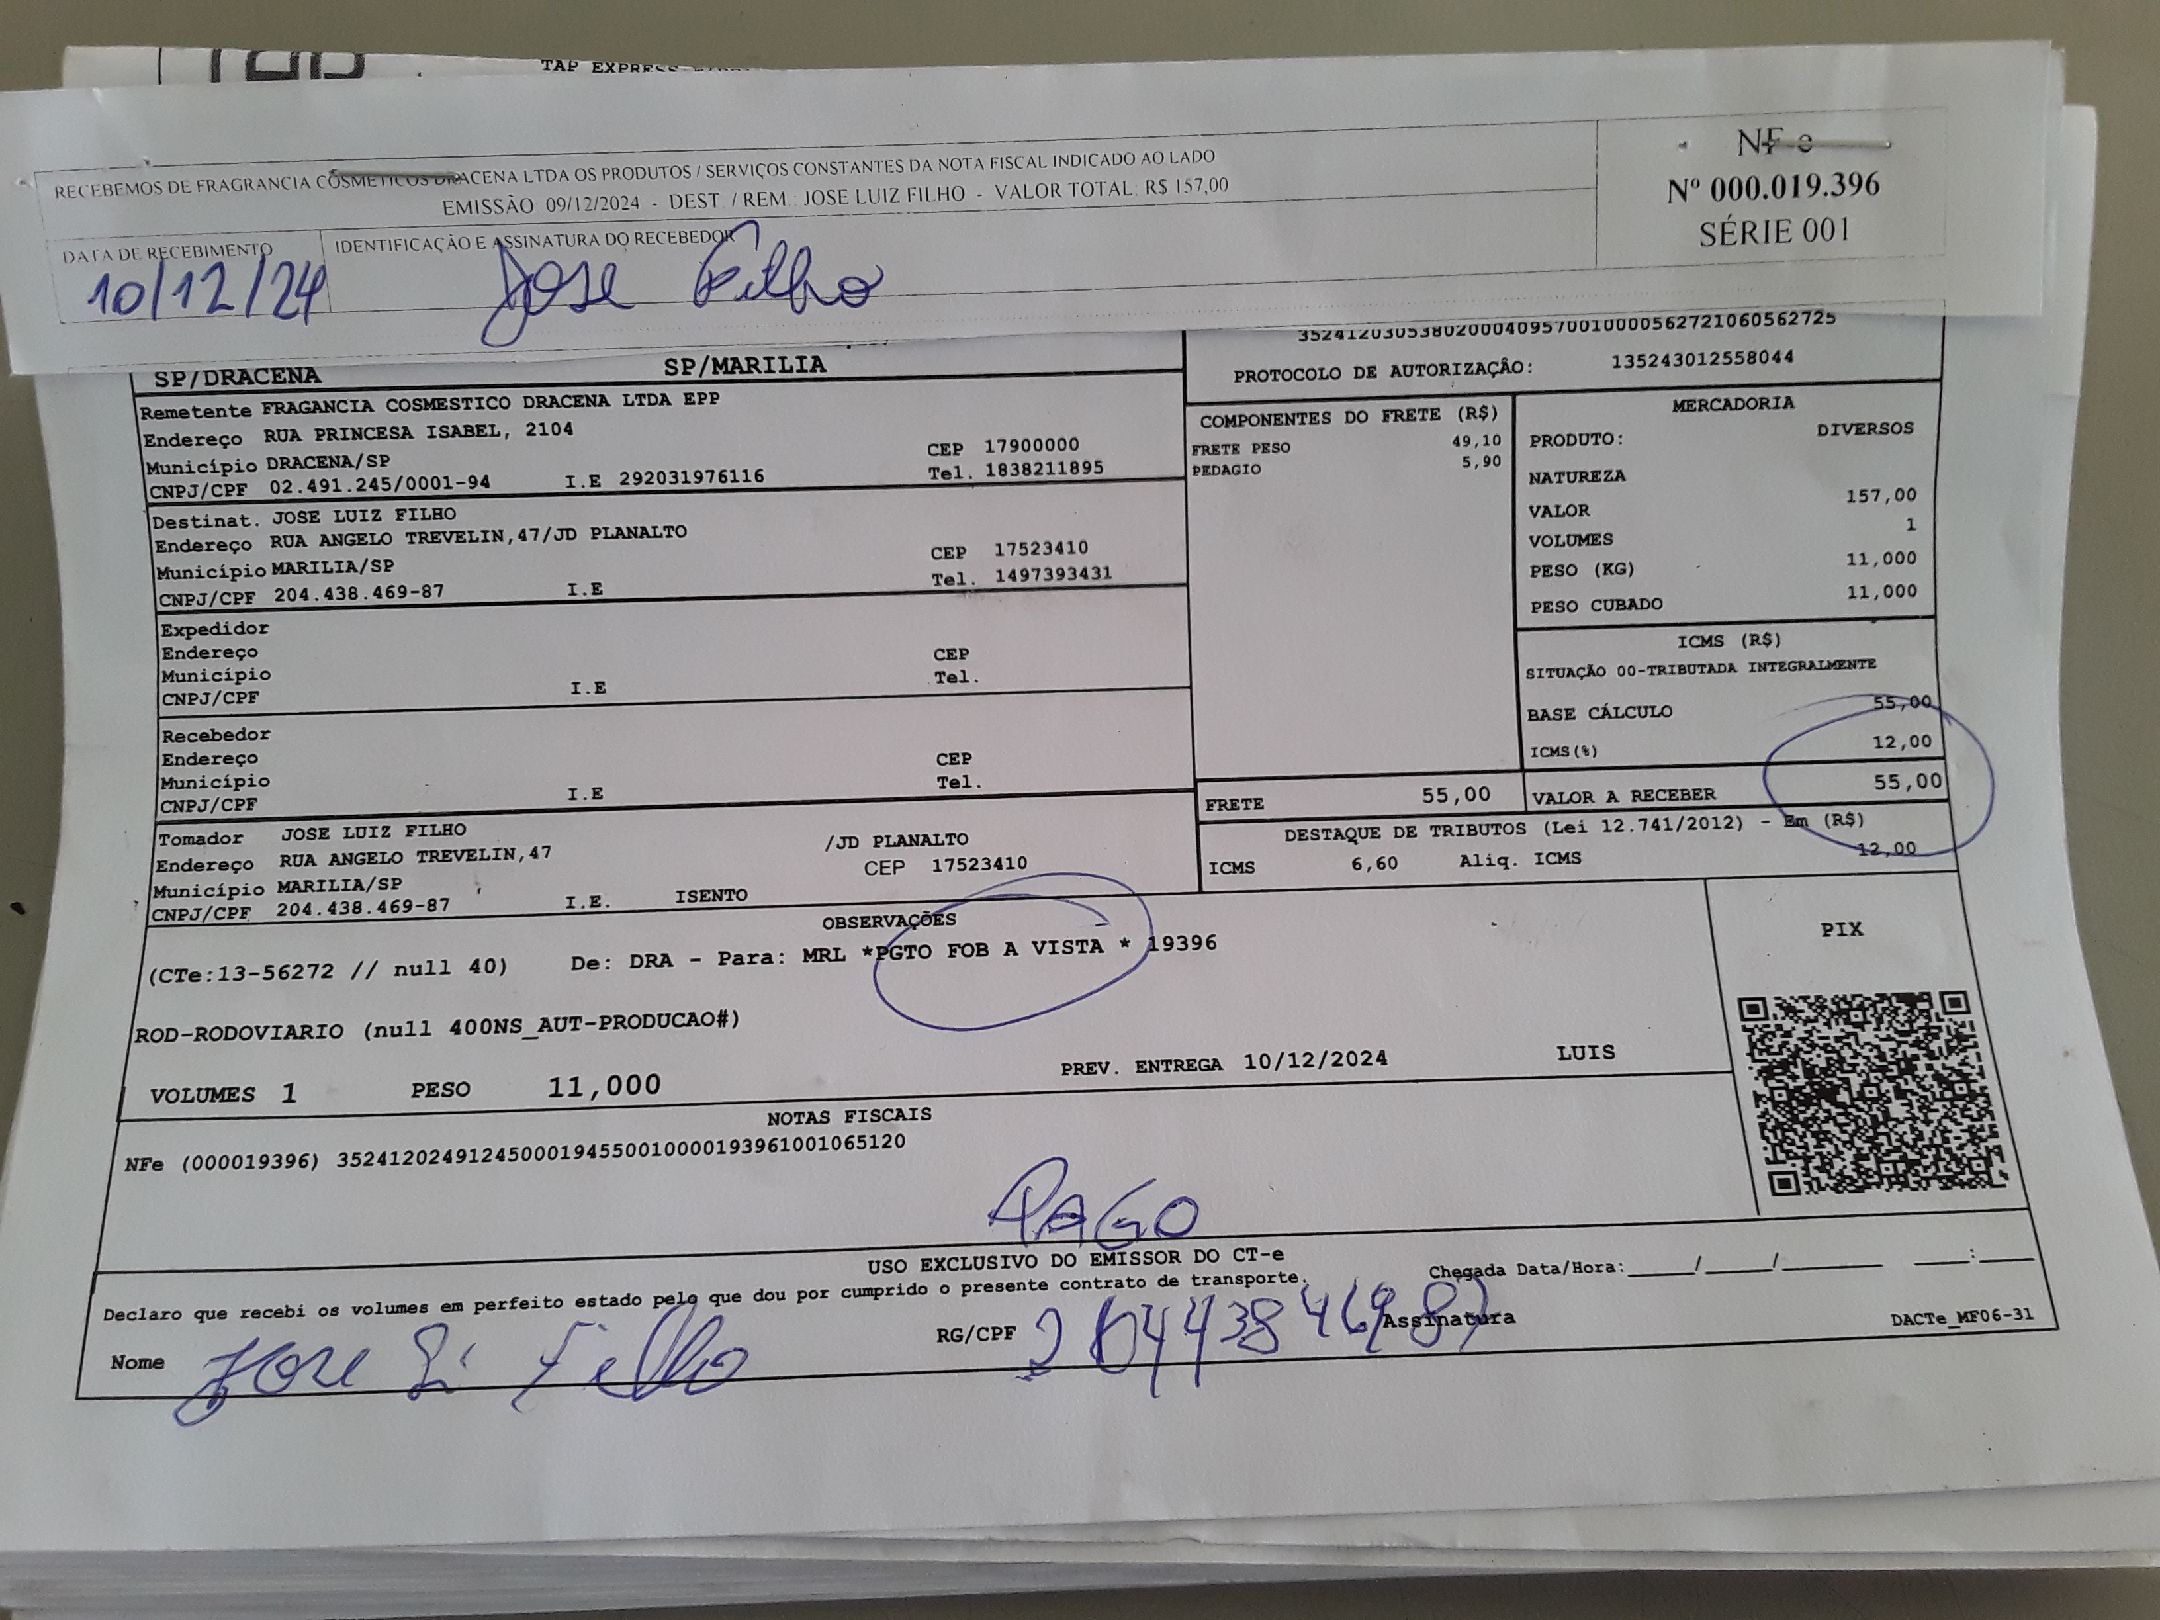 TAP EXPRESS
RECEBEMOS DE FRAGRANCIA COSMETICOS DRACENA LTDA OS PRODUTOS / SERVIÇOS CONSTANTES DA NOTA FISCAL INDICADO AO LADO
EMISSÃO 09/12/2024 - DEST. / REM.: JOSE LUIZ FILHO - VALOR TOTAL: R$ 157,00
NF-e
Nº 000.019.396
SÉRIE 001
DATA DE RECEBIMENTO
10/12/24
IDENTIFICAÇÃO E ASSINATURA DO RECEBEDOR
Jose Filho
SP/DRACENA SP/MARILIA
35241203053802000409570010000562721060562725
PROTOCOLO DE AUTORIZAÇÂO: 135243012558044
Remetente FRAGANCIA COSMESTICO DRACENA LTDA EPP
Endereço RUA PRINCESA ISABEL, 2104
CEP 17900000
Município DRACENA/SP
Tel. 1838211895
CNPJ/CPF 02.491.245/0001-94 I.E 292031976116
Destinat. JOSE LUIZ FILHO
Endereço RUA ANGELO TREVELIN,47/JD PLANALTO
CEP 17523410
Município MARILIA/SP
Tel. 1497393431
CNPJ/CPF 204.438.469-87 I.E
Expedidor
Endereço
CEP
Município
Tel.
CNPJ/CPF I.E
Recebedor
Endereço
CEP
Município
Tel.
CNPJ/CPF I.E
Tomador JOSE LUIZ FILHO
/JD PLANALTO
Endereço RUA ANGELO TREVELIN,47
CEP 17523410
Município MARILIA/SP
CNPJ/CPF 204.438.469-87 I.E. ISENTO
COMPONENTES DO FRETE (R$)
FRETE PESO 49,10
PEDAGIO 5,90
MERCADORIA
PRODUTO: DIVERSOS
NATUREZA
VALOR 157,00
VOLUMES 1
PESO (KG) 11,000
PESO CUBADO 11,000
ICMS (R$)
SITUAÇÃO 00-TRIBUTADA INTEGRALMENTE
BASE CÁLCULO 55,00
ICMS(%) 12,00
FRETE 55,00 VALOR A RECEBER 55,00
DESTAQUE DE TRIBUTOS (Lei 12.741/2012) - Em (R$)
ICMS 6,60 Aliq. ICMS 12,00
OBSERVAÇÕES
(CTe:13-56272 // null 40) De: DRA - Para: MRL *PGTO FOB A VISTA * 19396
PIX
ROD-RODOVIARIO (null 400NS_AUT-PRODUCAO#)
VOLUMES 1 PESO 11,000 PREV. ENTREGA 10/12/2024 LUIS
NOTAS FISCAIS
NFe (000019396) 35241202491245000194550010000193961001065120
PAGO
USO EXCLUSIVO DO EMISSOR DO CT-e
Declaro que recebi os volumes em perfeito estado pelo que dou por cumprido o presente contrato de transporte.
Chegada Data/Hora:_____/_____/________ ____:____
Nome Jose Filho
RG/CPF 20443846987
Assinatura
DACTe_MF06-31